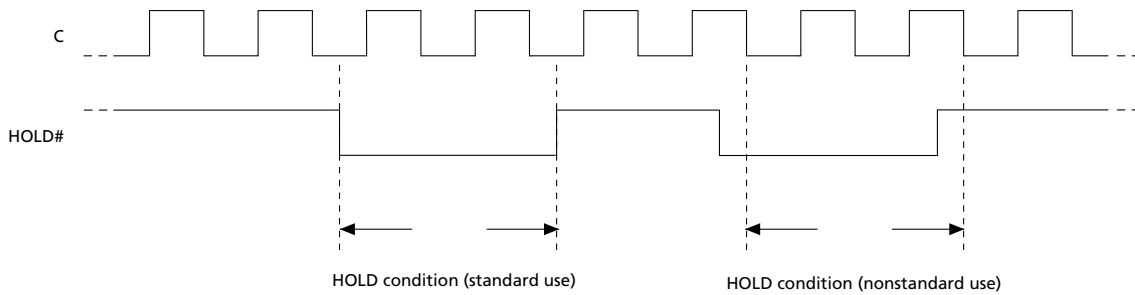 C
HOLD#
HOLD condition (standard use)
HOLD condition (nonstandard use)